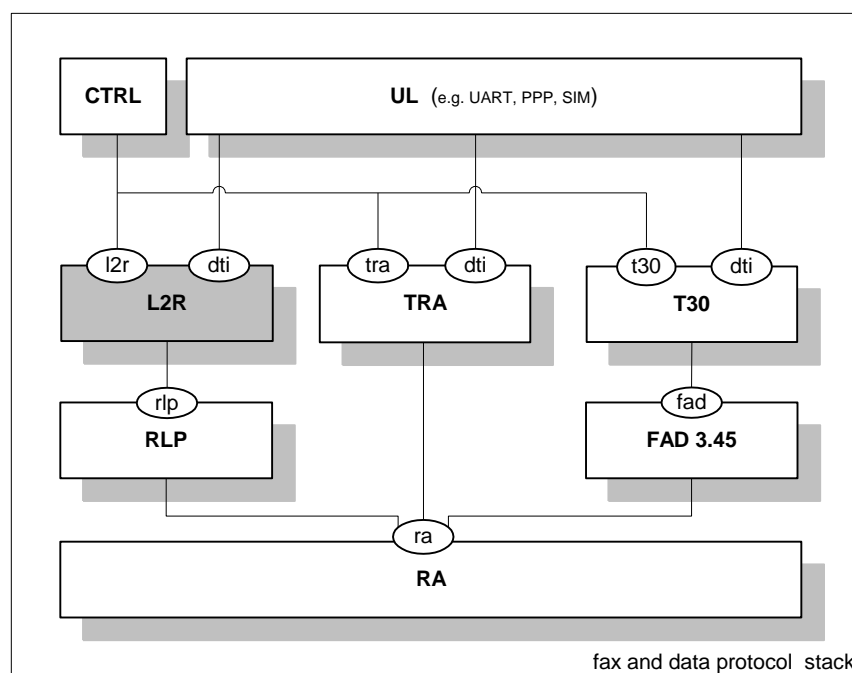 CTRL
UL (e.g. UART, PPP, SIM)
l2r
dti
tra
dti
t30
dti
L2R
TRA
T30
rlp
fad
RLP
FAD 3.45
ra
RA
fax and data protocol stack